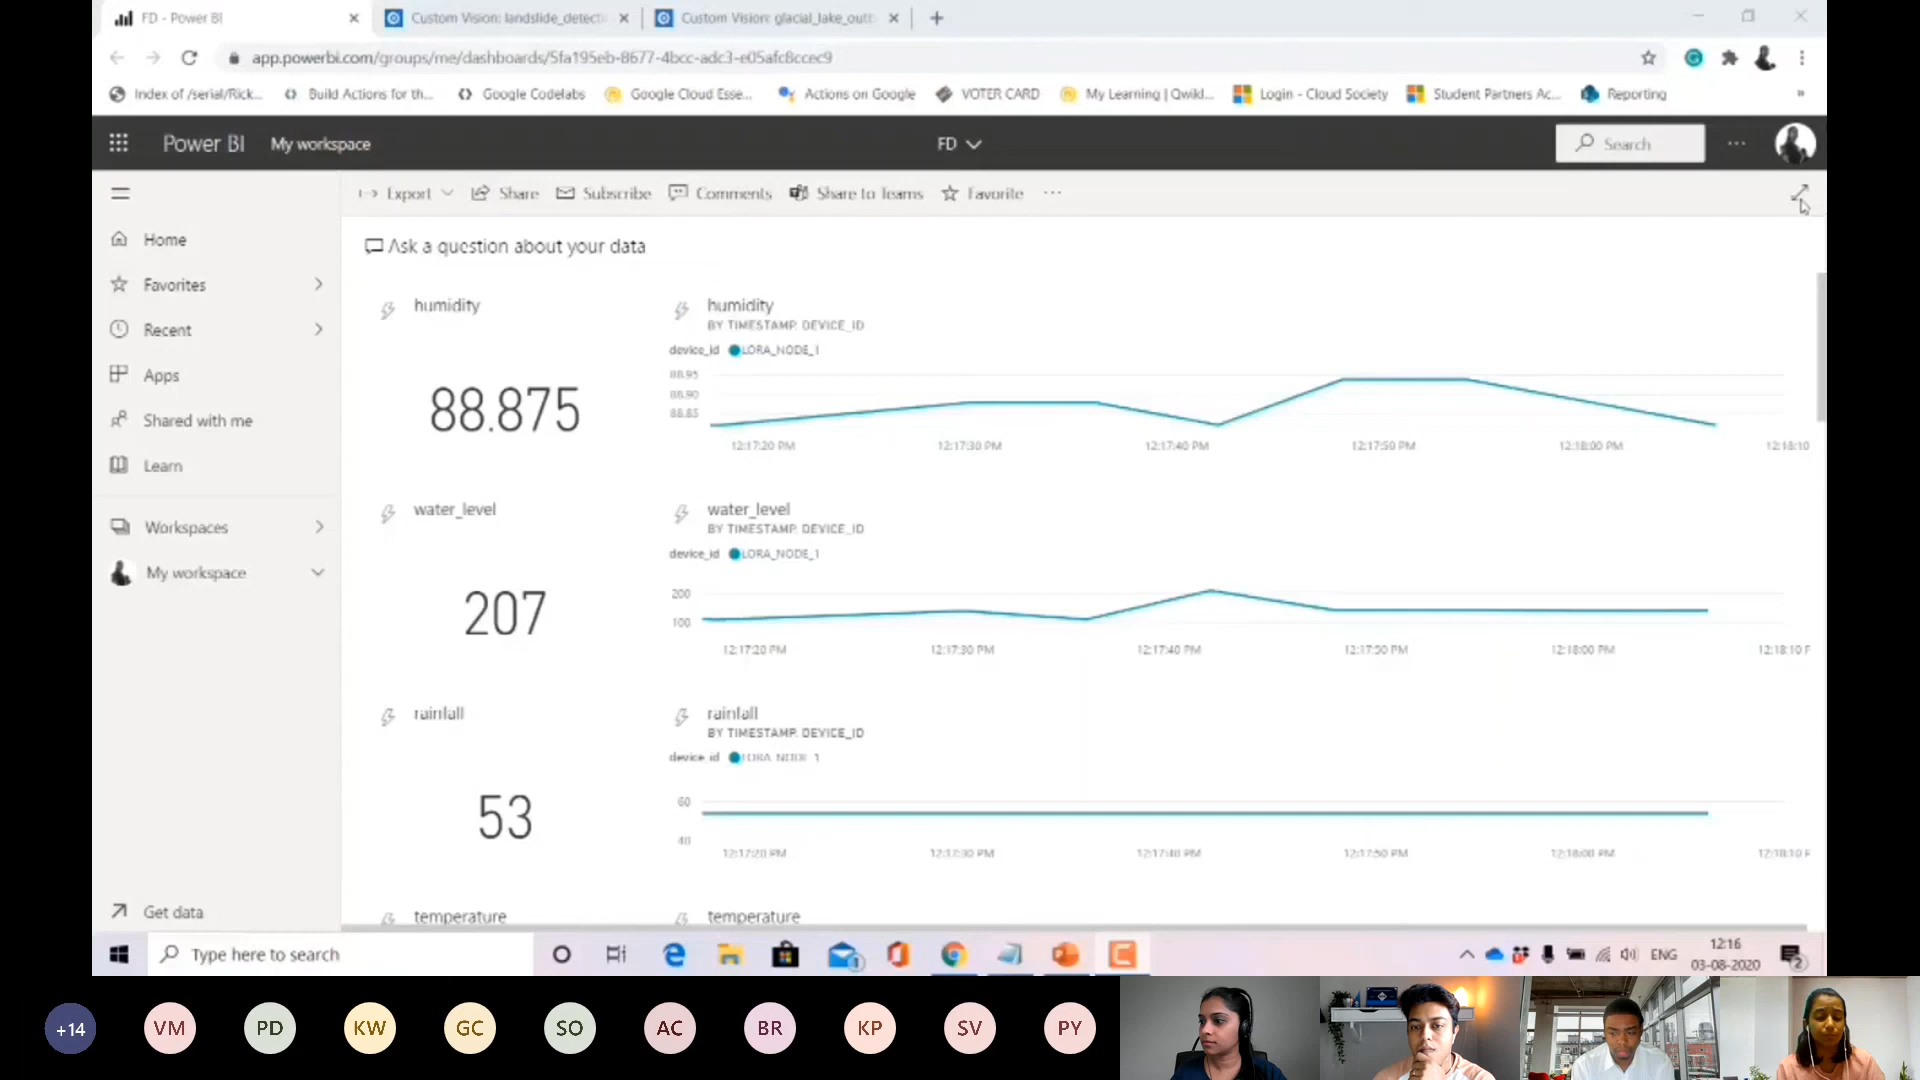 FD - Power BI
Custom Vision: landslide_detecti
Custom Vision: glacial_lake_outb
app.powerbi.com/groups/me/dashboards/5fa195eb-8677-4bcc-adc3-e05afc8ccec9
Index of /serial/Rick...
Build Actions for th...
Google Codelabs
Google Cloud Esse...
Actions on Google
VOTER CARD
My Learning | Qwikl...
Login - Cloud Society
Student Partners Ac...
Reporting
Power BI My workspace
FD
Search
Export
Share
Subscribe
Comments
Share to Teams
Favorite
Home
Favorites
Recent
Apps
Shared with me
Learn
Workspaces
My workspace
Get data
Ask a question about your data
humidity
88.875
humidity
BY TIMESTAMP, DEVICE_ID
device_id LORA_NODE_1
88.95
88.90
88.85
12:17:20 PM 12:17:30 PM 12:17:40 PM 12:17:50 PM 12:18:00 PM 12:18:10
water_level
207
water_level
BY TIMESTAMP, DEVICE_ID
device_id LORA_NODE_1
200
100
12:17:20 PM 12:17:30 PM 12:17:40 PM 12:17:50 PM 12:18:00 PM 12:18:10 P
rainfall
53
rainfall
BY TIMESTAMP, DEVICE_ID
device_id LORA_NODE_1
60
40
12:17:20 PM 12:17:30 PM 12:17:40 PM 12:17:50 PM 12:18:00 PM 12:18:10 P
temperature
temperature
Type here to search
ENG
12:16
03-08-2020
2
+14 VM PD KW GC SO AC BR KP SV PY